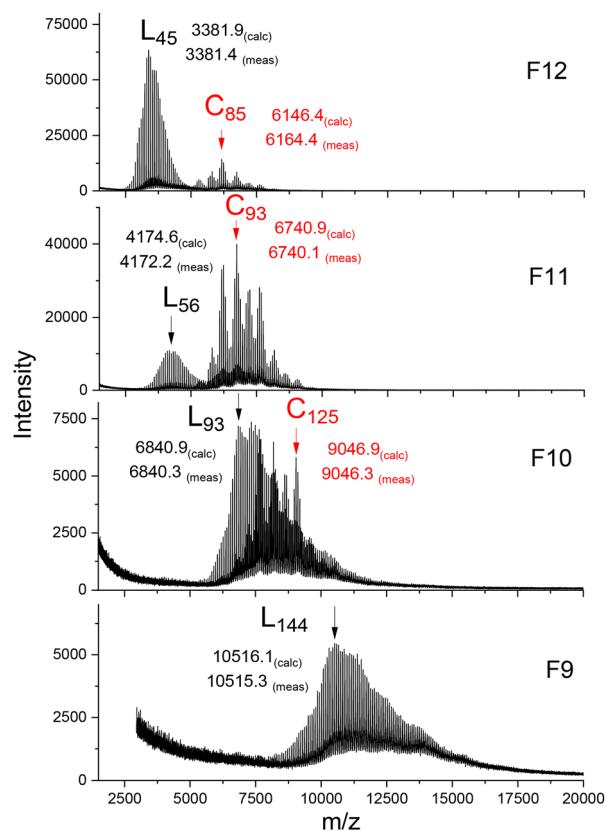 75000
50000
25000
0
L45
3381.9(calc)
3381.4 (meas)
C85
6146.4(calc)
6164.4 (meas)
F12
40000
20000
0
4174.6(calc)
4172.2 (meas)
L56
C93
6740.9(calc)
6740.1 (meas)
F11
7500
5000
2500
0
L93
6840.9(calc)
6840.3 (meas)
C125
9046.9(calc)
9046.3 (meas)
F10
5000
2500
0
L144
10516.1(calc)
10515.3 (meas)
F9
Intensity
2500 5000 7500 10000 12500 15000 17500 20000
m/z